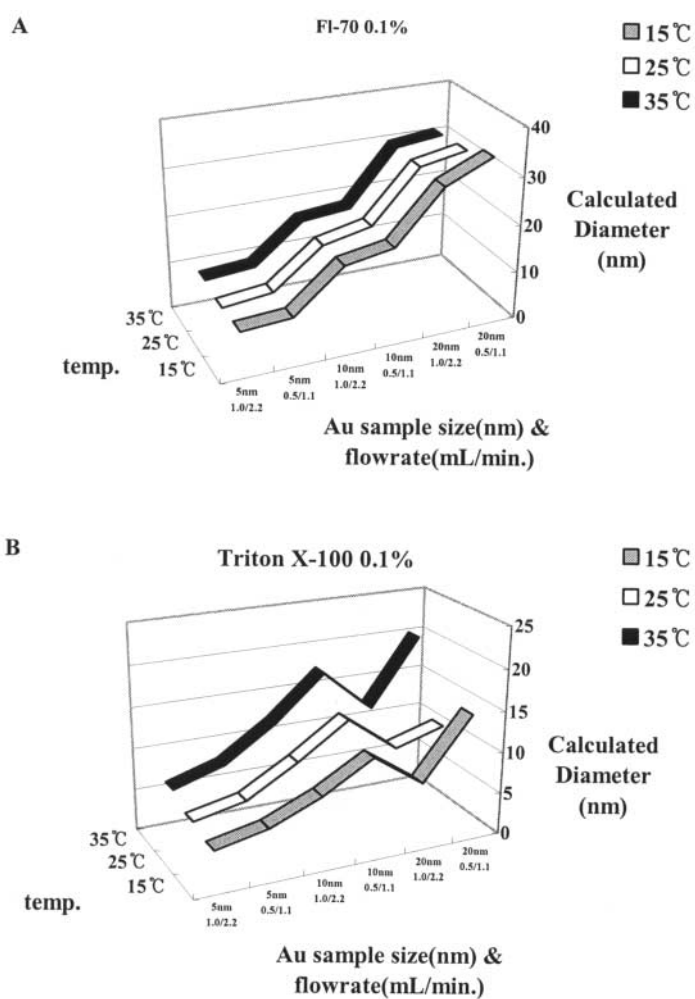 A
Fl-70 0.1%
15℃
25℃
35℃
40
30
20
10
0
Calculated
Diameter
(nm)
35℃
25℃
15℃
temp.
5nm
1.0/2.2
5nm
0.5/1.1
10nm
1.0/2.2
10nm
0.5/1.1
20nm
1.0/2.2
20nm
0.5/1.1
Au sample size(nm) &
flowrate(mL/min.)
B
Triton X-100 0.1%
15℃
25℃
35℃
25
20
15
10
5
0
Calculated
Diameter
(nm)
35℃
25℃
15℃
temp.
5nm
1.0/2.2
5nm
0.5/1.1
10nm
1.0/2.2
10nm
0.5/1.1
20nm
1.0/2.2
20nm
0.5/1.1
Au sample size(nm) &
flowrate(mL/min.)